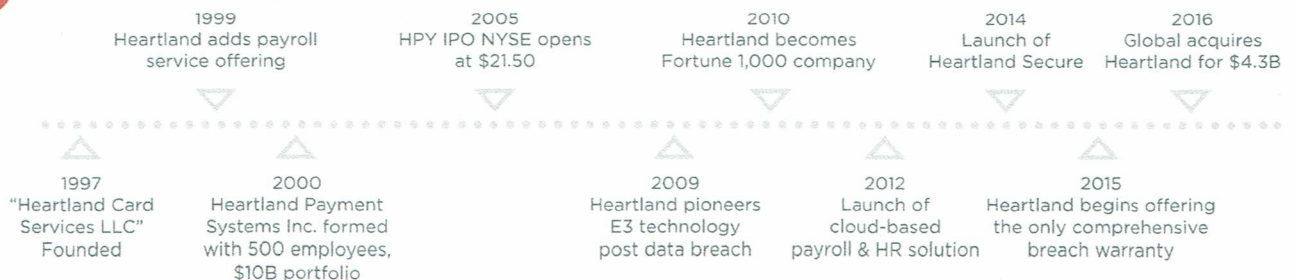 1999
Heartland adds payroll
service offering
2005
HPY IPO NYSE opens
at $21.50
2010
Heartland becomes
Fortune 1,000 company
2014
Launch of
Heartland Secure
2016
Global acquires
Heartland for $4.3B
1997
"Heartland Card
Services LLC"
Founded
2000
Heartland Payment
Systems Inc. formed
with 500 employees,
$10B portfolio
2009
Heartland pioneers
E3 technology
post data breach
2012
Launch of
cloud-based
payroll & HR solution
2015
Heartland begins offering
the only comprehensive
breach warranty